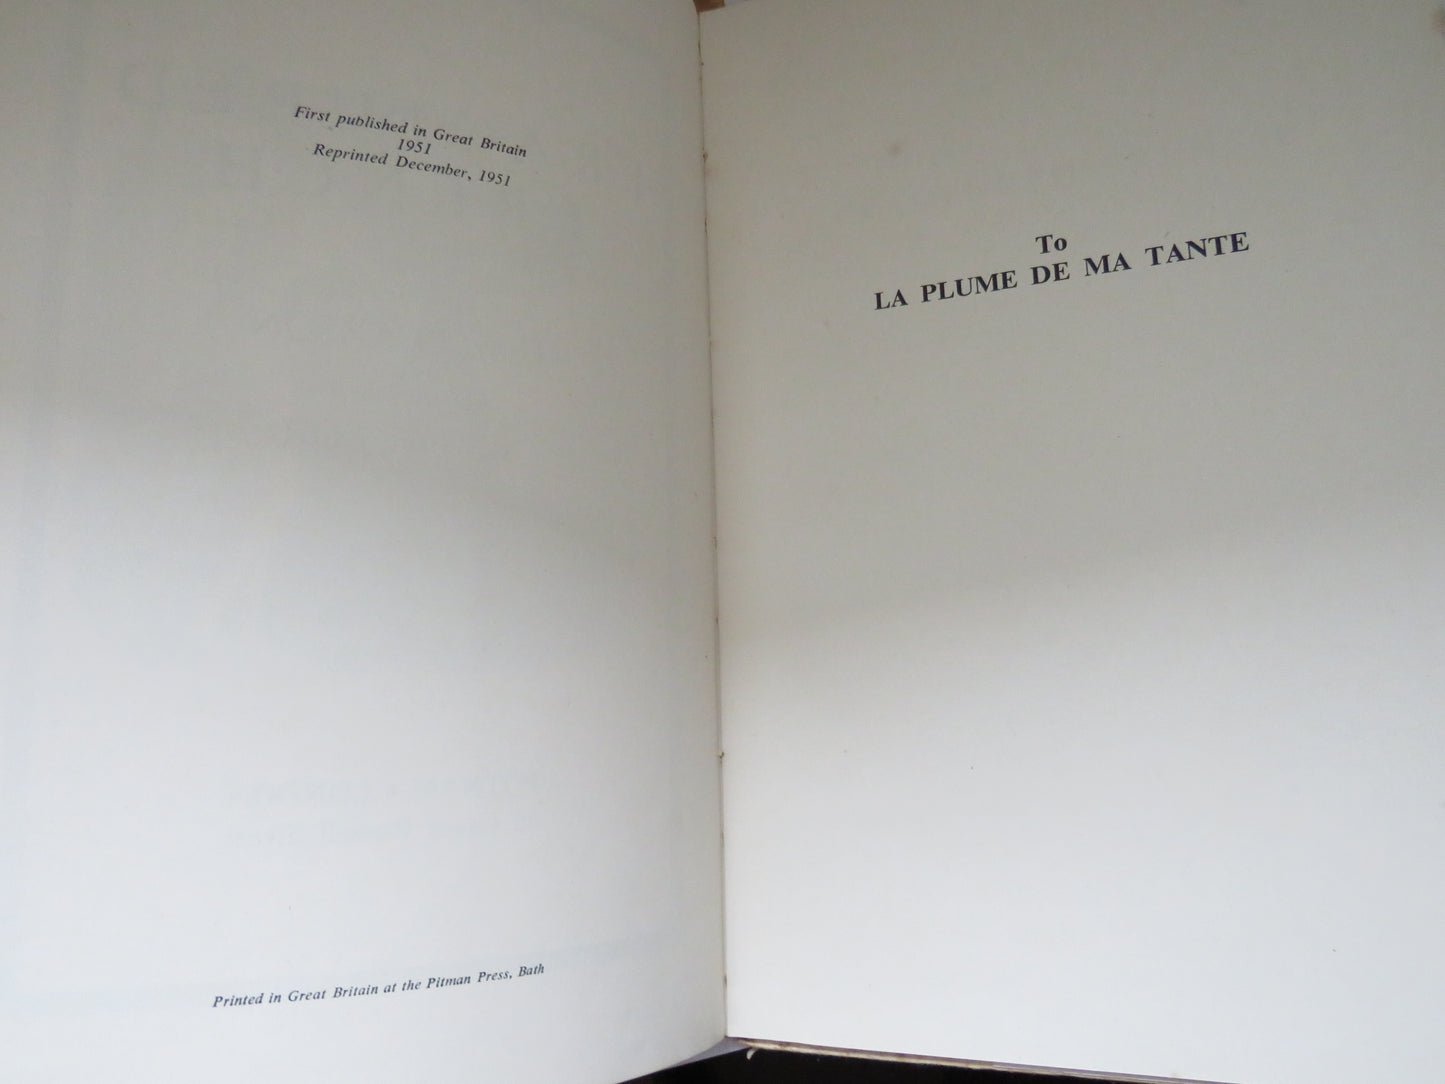 First published in Great Britain
1951
Reprinted December, 1951
Printed in Great Britain at the Pitman Press, Bath
To
LA PLUME DE MA TANTE